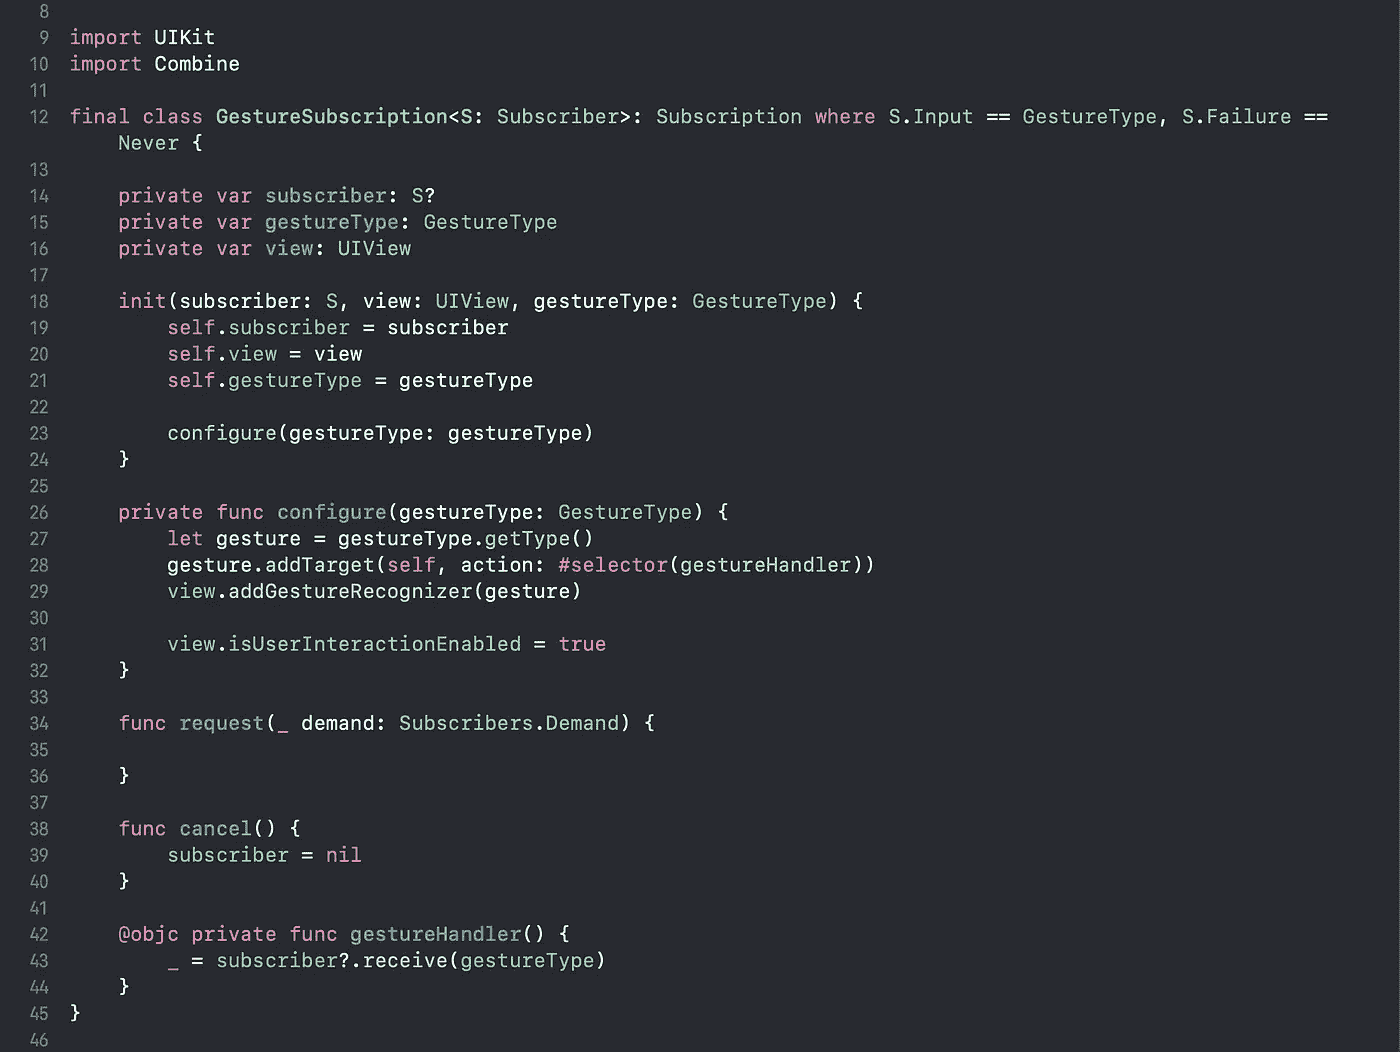 8
9 import UIKit
10 import Combine
11
12 final class GestureSubscription<S: Subscriber>: Subscription where S.Input == GestureType, S.Failure ==
Never {
13
14 private var subscriber: S?
15 private var gestureType: GestureType
16 private var view: UIView
17
18 init(subscriber: S, view: UIView, gestureType: GestureType) {
19 self.subscriber = subscriber
20 self.view = view
21 self.gestureType = gestureType
22
23 configure(gestureType: gestureType)
24 }
25
26 private func configure(gestureType: GestureType) {
27 let gesture = gestureType.getType()
28 gesture.addTarget(self, action: #selector(gestureHandler))
29 view.addGestureRecognizer(gesture)
30
31 view.isUserInteractionEnabled = true
32 }
33
34 func request(_ demand: Subscribers.Demand) {
35
36 }
37
38 func cancel() {
39 subscriber = nil
40 }
41
42 @objc private func gestureHandler() {
43 _ = subscriber?.receive(gestureType)
44 }
45 }
46